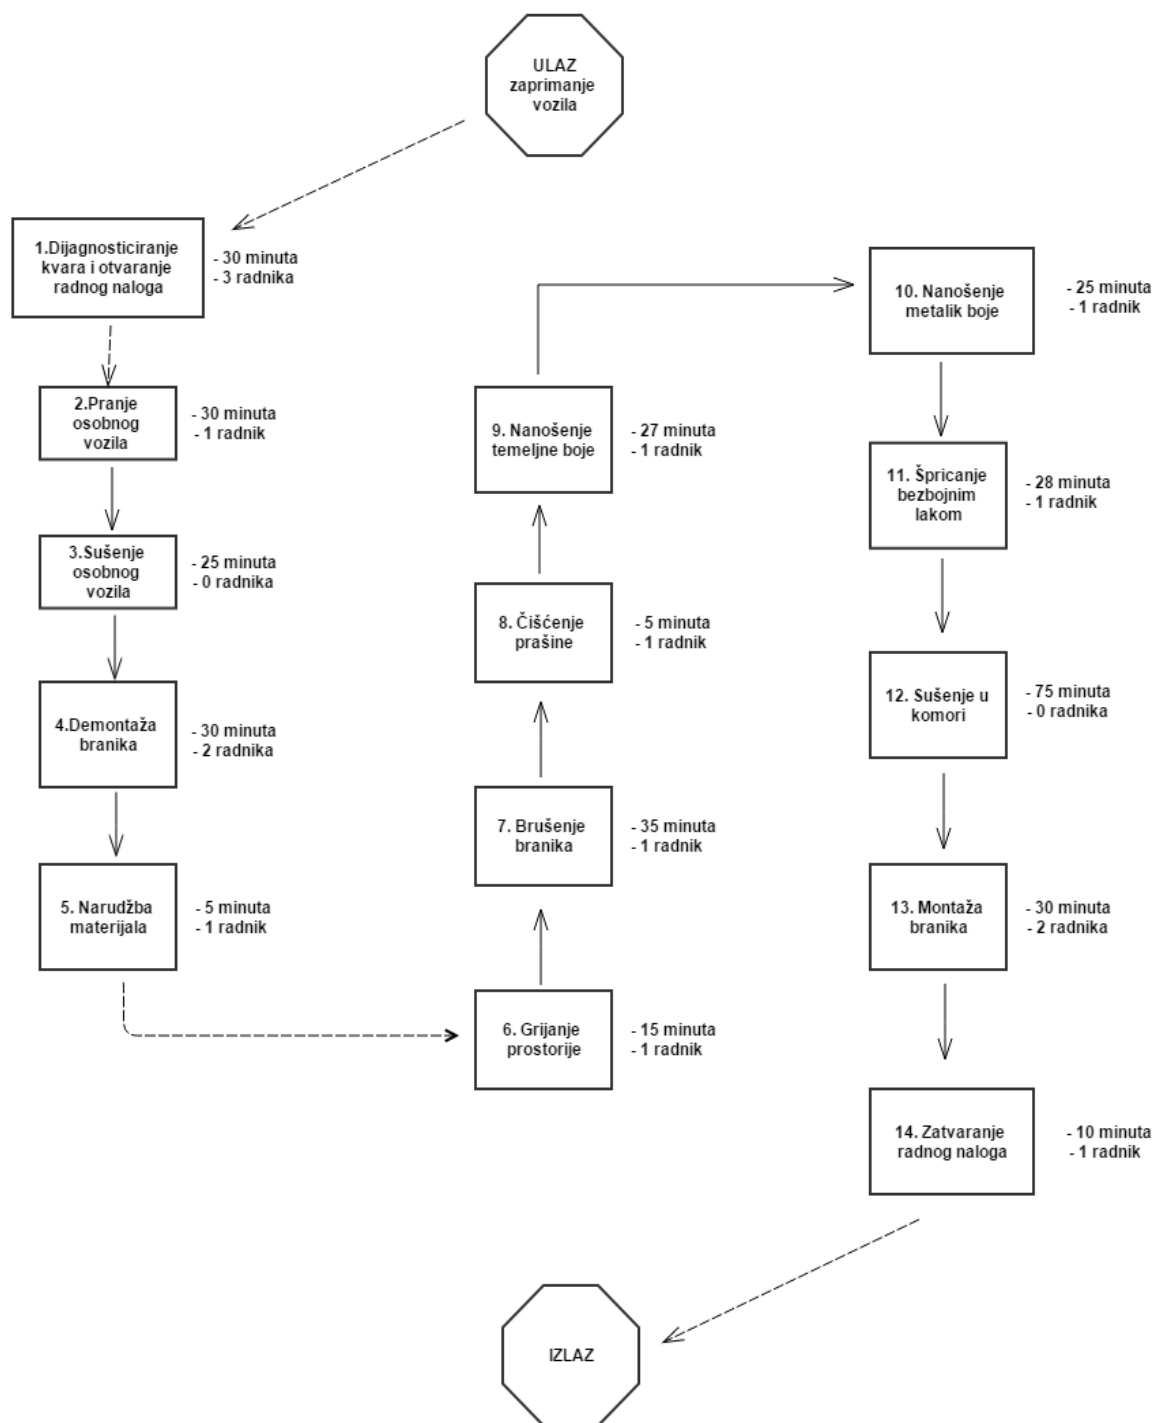 ULAZ
zaprimanje
vozila
1.Dijagnosticiranje
kvara i otvaranje
radnog naloga
- 30 minuta
- 3 radnika
2.Pranje
osobnog
vozila
- 30 minuta
- 1 radnik
3.Sušenje
osobnog
vozila
- 25 minuta
- 0 radnika
4.Demontaža
branika
- 30 minuta
- 2 radnika
5. Narudžba
materijala
- 5 minuta
- 1 radnik
6. Grijanje
prostorije
- 15 minuta
- 1 radnik
7. Brušenje
branika
- 35 minuta
- 1 radnik
8. Čišćenje
prašine
- 5 minuta
- 1 radnik
9. Nanošenje
temeljne boje
- 27 minuta
- 1 radnik
10. Nanošenje
metalik boje
- 25 minuta
- 1 radnik
11. Špricanje
bezbojnim
lakom
- 28 minuta
- 1 radnik
12. Sušenje u
komori
- 75 minuta
- 0 radnika
13. Montaža
branika
- 30 minuta
- 2 radnika
14. Zatvaranje
radnog naloga
- 10 minuta
- 1 radnik
IZLAZ